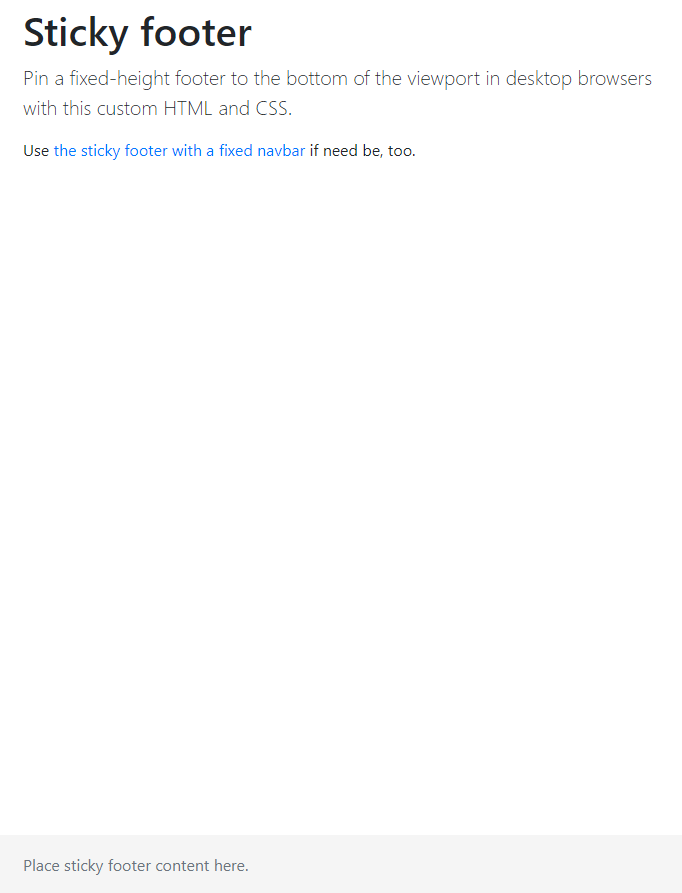 Sticky footer
Pin a fixed-height footer to the bottom of the viewport in desktop browsers
with this custom HTML and CSS.
Use the sticky footer with a fixed navbar if need be, too.
Place sticky footer content here.